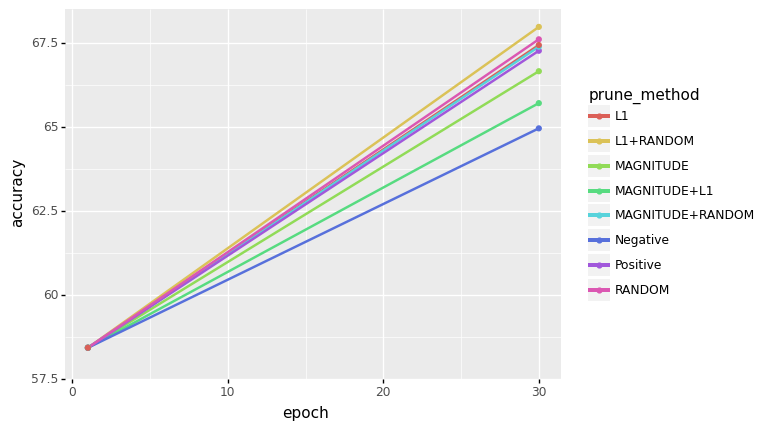 67.5
65
62.5
60
57.5
0
10
20
30
accuracy
epoch
prune_method
L1
L1+RANDOM
MAGNITUDE
MAGNITUDE+L1
MAGNITUDE+RANDOM
Negative
Positive
RANDOM